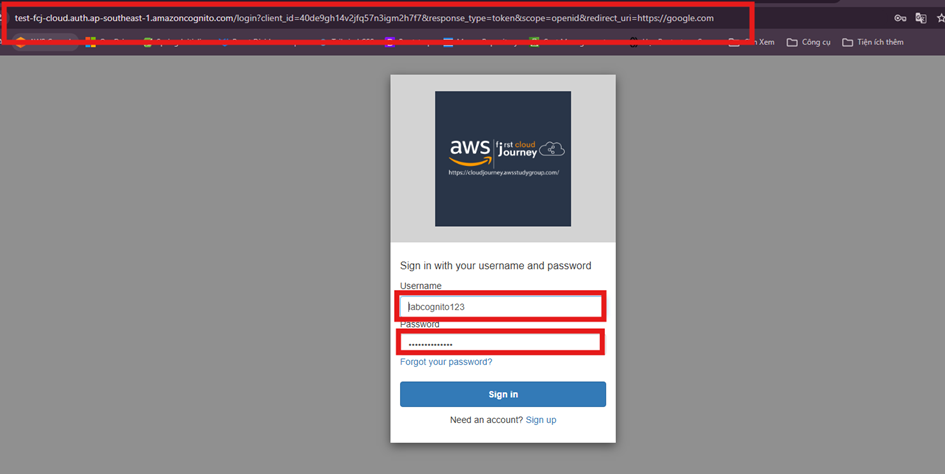 test-fcj-cloud.auth.ap-southeast-1.amazoncognito.com/login?client_id=40de9gh14v2jfq57n3igm2h7f7&response_type=token&scope=openid&redirect_uri=https://google.com
Xem
Công cụ
Tiện ích thêm
aws first cloud journey
https://cloudjourney.awsstudygroup.com/
Sign in with your username and password
Username
labcognito123
Password
Forgot your password?
Sign in
Need an account? Sign up